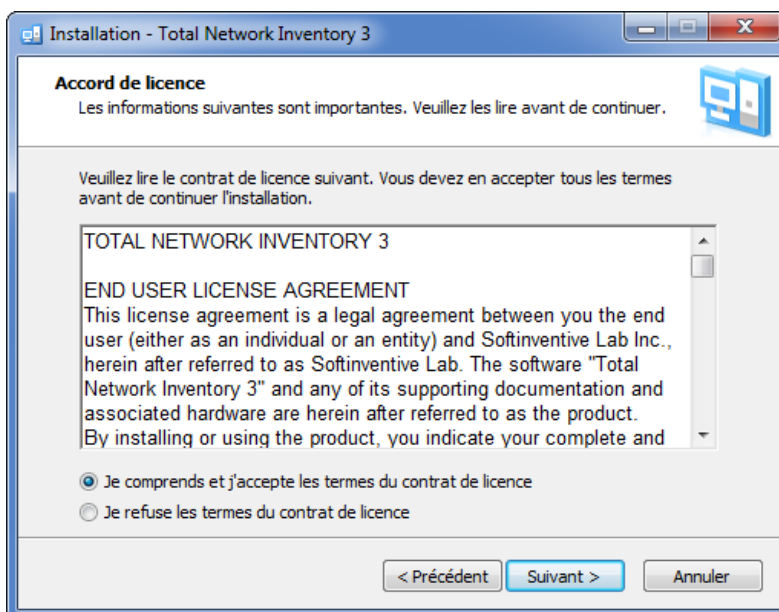 Installation - Total Network Inventory 3
Accord de licence
Les informations suivantes sont importantes. Veuillez les lire avant de continuer.
Veuillez lire le contrat de licence suivant. Vous devez en accepter tous les termes
avant de continuer l'installation.
TOTAL NETWORK INVENTORY 3
END USER LICENSE AGREEMENT
This license agreement is a legal agreement between you the end
user (either as an individual or an entity) and Softinventive Lab Inc.,
herein after referred to as Softinventive Lab. The software "Total
Network Inventory 3" and any of its supporting documentation and
associated hardware are herein after referred to as the product.
By installing or using the product, you indicate your complete and
Je comprends et j'accepte les termes du contrat de licence
Je refuse les termes du contrat de licence
< Précédent
Suivant >
Annuler